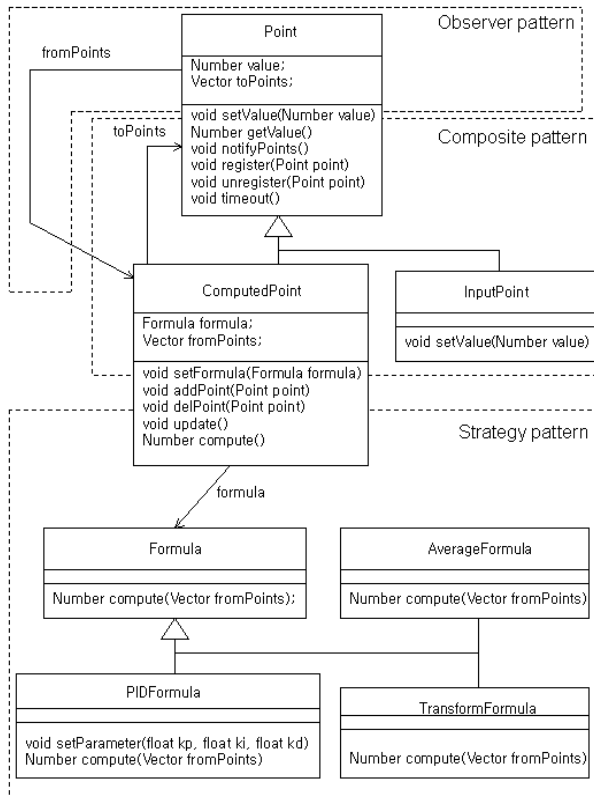 Observer pattern
Point
fromPoints
Number value;
Vector toPoints;
void setValue(Number value)
Number getValue()
void notifyPoints()
void register(Point point)
void unregister(Point point)
void timeout()
toPoints
Composite pattern
ComputedPoint
Formula formula;
Vector fromPoints;
void setFormula(Formula formula)
void addPoint(Point point)
void delPoint(Point point)
void update()
Number compute()
InputPoint
void setValue(Number value)
Strategy pattern
formula
Formula
Number compute(Vector fromPoints);
AverageFormula
Number compute(Vector fromPoints)
PIDFormula
void setParameter(float kp, float ki, float kd)
Number compute(Vector fromPoints)
TransformFormula
Number compute(Vector fromPoints)